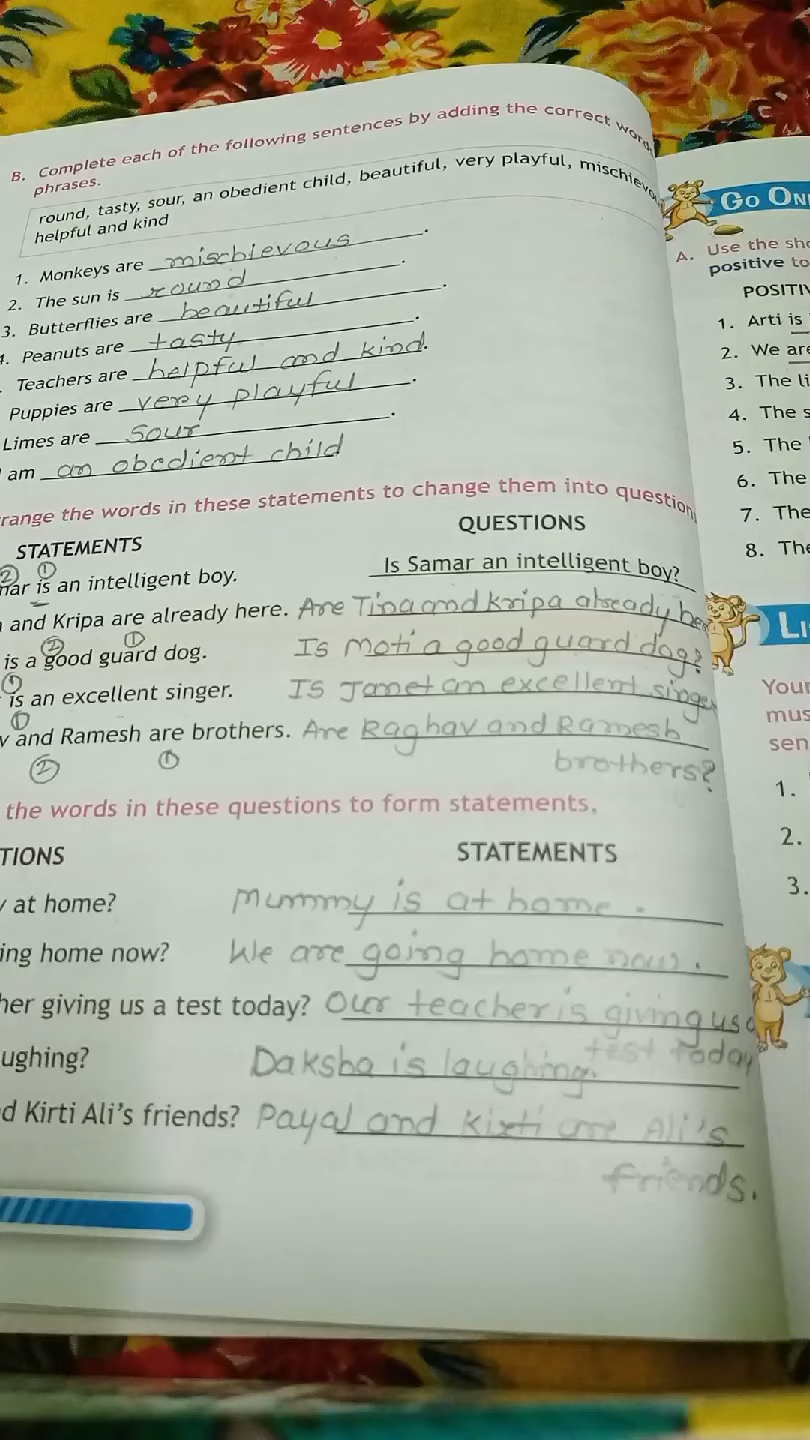 B. Complete each of the following sentences by adding the correct
phrases.
round, tasty, sour, an obedient child, beautiful, very playful,
helpful and kind
1. Monkeys are mischievous.
2. The sun is round.
3. Butterflies are beautiful.
. Peanuts are tasty.
Teachers are helpful and kind.
Puppies are very playful.
Limes are sour.
am an obedient child
range the words in these statements to change them into question
STATEMENTS QUESTIONS
② ①
is an intelligent boy. Is Samar an intelligent boy?
and Kripa are already here. Are Tina and Kripa already
② ①
is a good guard dog. Is Moti a good guard dog?
①
is an excellent singer. Is Janet an excellent singer
①
and Ramesh are brothers. Are Raghav and Ramesh
② ①
brothers?
the words in these questions to form statements.
TIONS STATEMENTS
at home? Mummy is at home.
ing home now? We are going home now.
her giving us a test today? Our teacher is giving us a
test today
ughing? Daksha is laughing.
d Kirti Ali's friends? Payal and Kirti are Ali's
friends.
GO ON
A. Use the
positive to
POSITI
1. Arti is
2. We are
3. The li
4. The s
5. The
6. The
7. The
8. The
LI
Your
mus
sen
1.
2.
3.